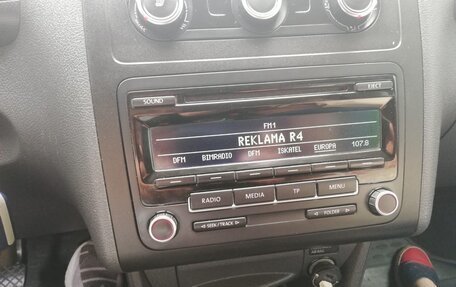 SOUND
EJECT
FM1
REKLAMA R4
DFM BIMRADIO DFM ISKATEL EUROPA 107.8
RADIO MEDIA TP MENU
SEEK/TRACK FOLDER